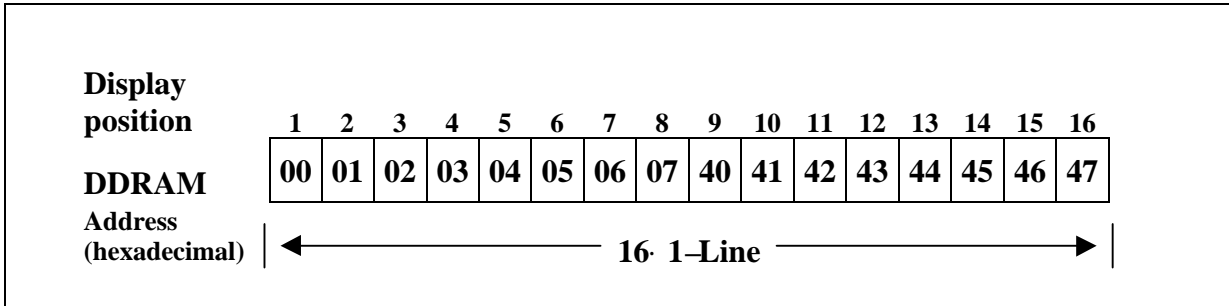 Display
position 1 2 3 4 5 6 7 8 9 10 11 12 13 14 15 16
DDRAM 00 01 02 03 04 05 06 07 40 41 42 43 44 45 46 47
Address
(hexadecimal) 16· 1–Line